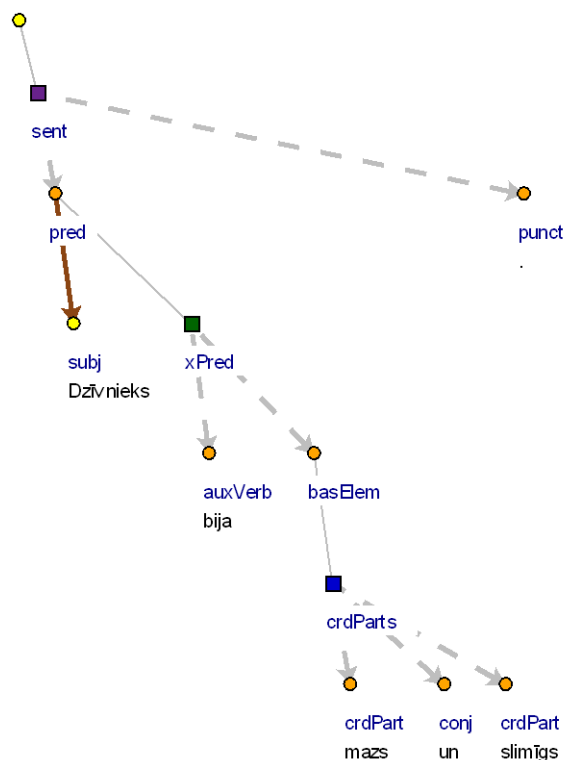 sent
pred
punct
.
subj
xPred
Dzīvnieks
auxVerb
basElem
bija
crdParts
crdPart conj crdPart
mazs un slimīgs